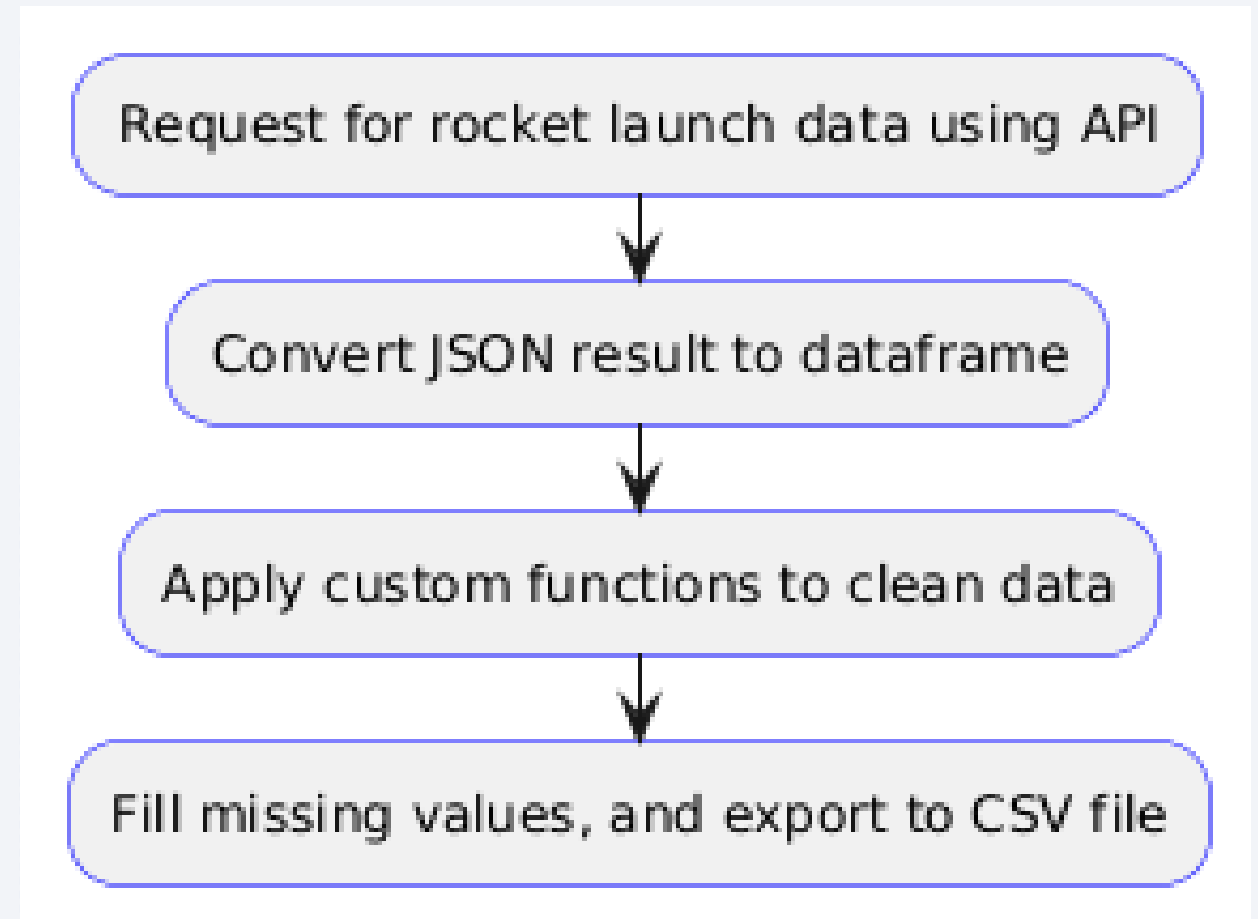 Request for rocket launch data using API
Convert JSON result to dataframe
Apply custom functions to clean data
Fill missing values, and export to CSV file